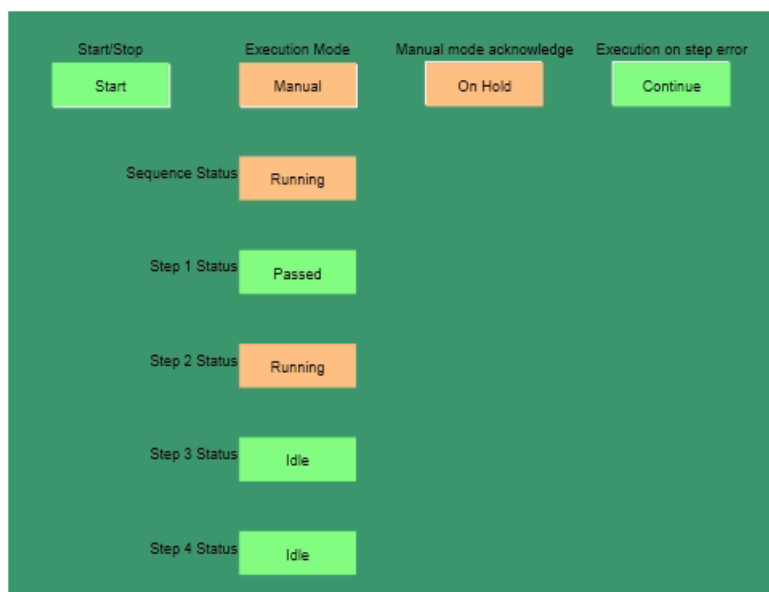 Start/Stop Execution Mode Manual mode acknowledge Execution on step error
Start Manual On Hold Continue
Sequence Status Running
Step 1 Status Passed
Step 2 Status Running
Step 3 Status Idle
Step 4 Status Idle